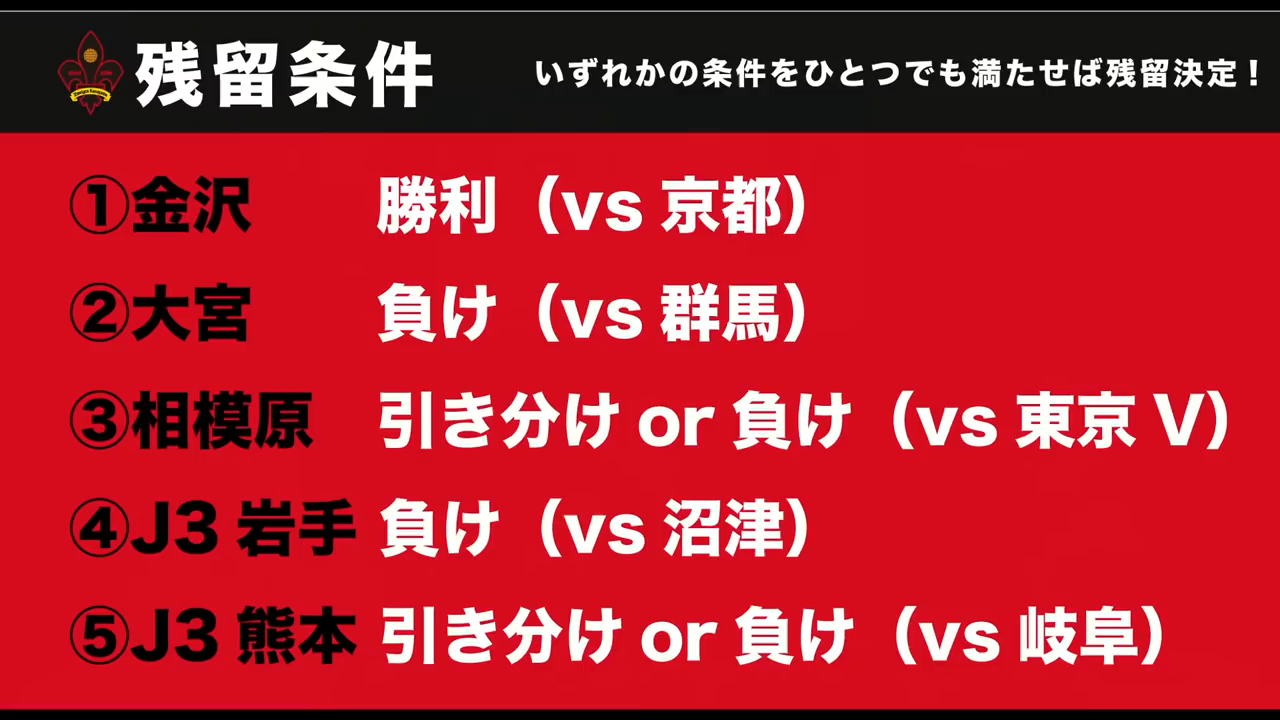 残留条件
いずれかの条件をひとつでも満たせば残留決定！
①金沢 勝利（vs 京都）
②大宮 負け（vs 群馬）
③相模原 引き分け or 負け（vs 東京 V）
④J3 岩手 負け（vs 沼津）
⑤J3 熊本 引き分け or 負け（vs 岐阜）